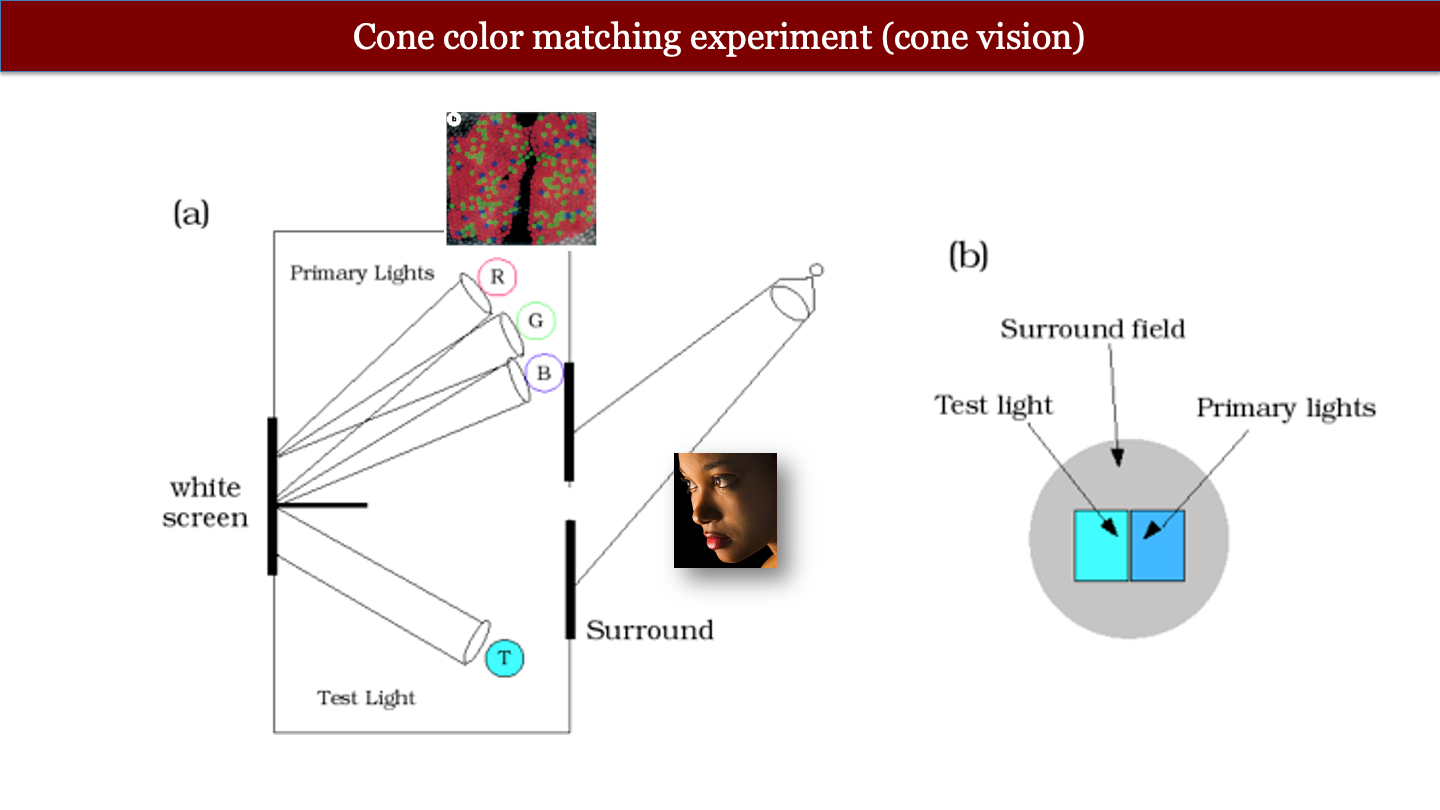 Cone color matching experiment (cone vision)
b
(a)
Primary Lights
R
G
B
white
screen
Surround
T
Test Light
(b)
Surround field
Test light
Primary lights